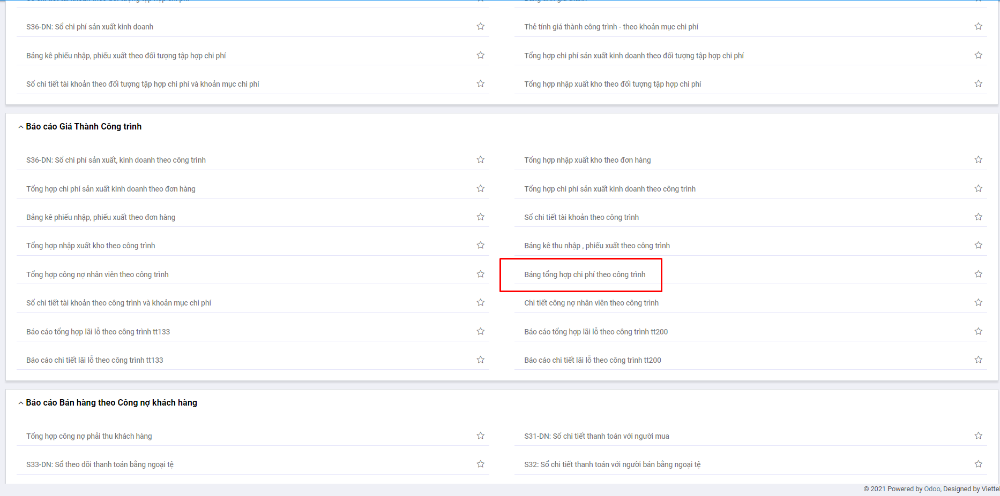 S36-DN: Sổ chi phí sản xuất kinh doanh
Thẻ tính giá thành công trình - theo khoản mục chi phí
Bảng kê phiếu nhập, phiếu xuất theo đối tượng tập hợp chi phí
Tổng hợp chi phí sản xuất kinh doanh theo đối tượng tập hợp chi phí
Sổ chi tiết tài khoản theo đối tượng tập hợp chi phí và khoản mục chi phí
Tổng hợp nhập xuất kho theo đối tượng tập hợp chi phí
Báo cáo Giá Thành Công trình
S36-DN: Sổ chi phí sản xuất, kinh doanh theo công trình
Tổng hợp nhập xuất kho theo đơn hàng
Tổng hợp chi phí sản xuất kinh doanh theo đơn hàng
Tổng hợp chi phí sản xuất kinh doanh theo công trình
Bảng kê phiếu nhập, phiếu xuất theo đơn hàng
Sổ chi tiết tài khoản theo công trình
Tổng hợp nhập xuất kho theo công trình
Bảng kê thu nhập , phiếu xuất theo công trình
Tổng hợp công nợ nhân viên theo công trình
Bảng tổng hợp chi phí theo công trình
Sổ chi tiết tài khoản theo công trình và khoản mục chi phí
Chi tiết công nợ nhân viên theo công trình
Báo cáo tổng hợp lãi lỗ theo công trình tt133
Báo cáo tổng hợp lãi lỗ theo công trình tt200
Báo cáo chi tiết lãi lỗ theo công trình tt133
Báo cáo chi tiết lãi lỗ theo công trình tt200
Báo cáo Bán hàng theo Công nợ khách hàng
Tổng hợp công nợ phải thu khách hàng
S31-DN: Sổ chi tiết thanh toán với người mua
S33-DN: Sổ theo dõi thanh toán bằng ngoại tệ
S32: Sổ chi tiết thanh toán với người bán bằng ngoại tệ
© 2021 Powered by Odoo, Designed by Viettel